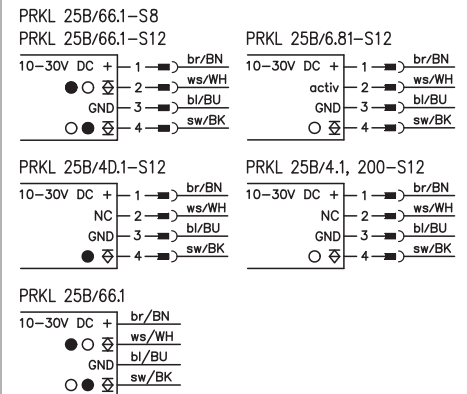 PRKL 25B/66.1-S8
PRKL 25B/66.1-S12
10-30V DC + 1 br/BN
2 ws/WH
GND 3 bl/BU
4 sw/BK
PRKL 25B/6.81-S12
10-30V DC + 1 br/BN
activ 2 ws/WH
GND 3 bl/BU
4 sw/BK
PRKL 25B/4D.1-S12
10-30V DC + 1 br/BN
NC 2 ws/WH
GND 3 bl/BU
4 sw/BK
PRKL 25B/4.1, 200-S12
10-30V DC + 1 br/BN
NC 2 ws/WH
GND 3 bl/BU
4 sw/BK
PRKL 25B/66.1
10-30V DC + br/BN
ws/WH
GND bl/BU
sw/BK